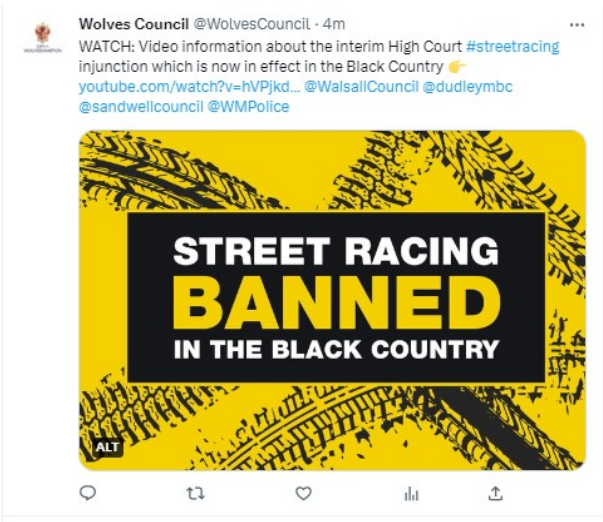 Wolves Council @WolvesCouncil · 4m
WATCH: Video information about the interim High Court #streetracing
injunction which is now in effect in the Black Country 👉
youtube.com/watch?v=hVPjkd... @WalsallCouncil @dudleymbc
@sandwellcouncil @WMPolice
STREET RACING
BANNED
IN THE BLACK COUNTRY
ALT